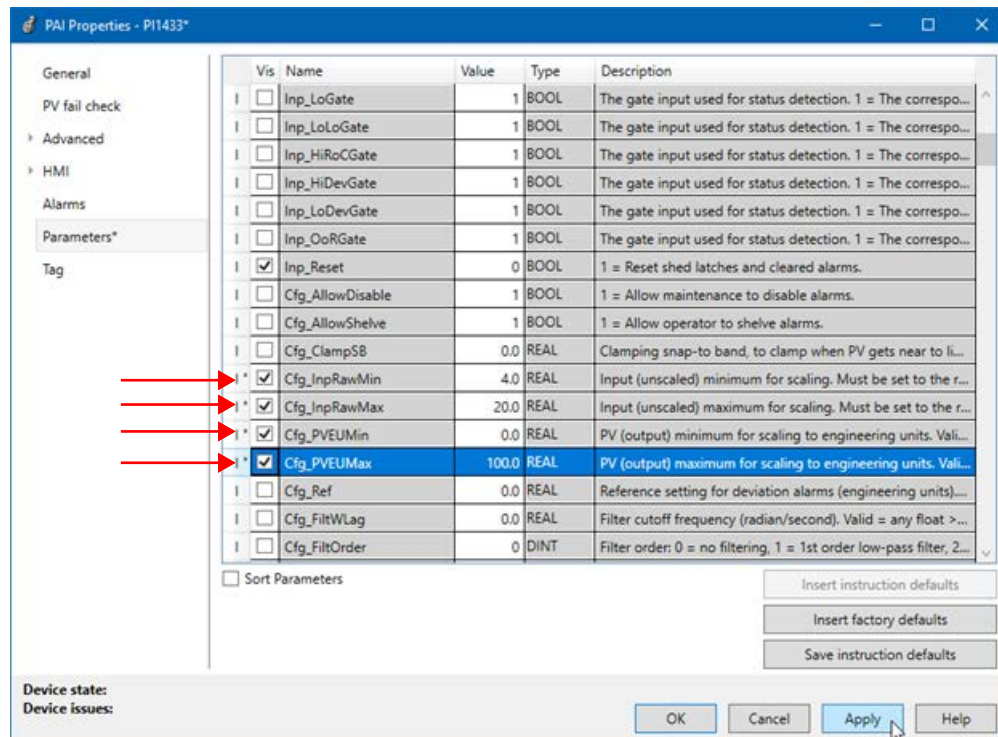 PAI Properties - PI1433*
General
PV fail check
Advanced
HMI
Alarms
Parameters*
Tag
Vis Name Value Type Description
I Inp_LoGate 1 BOOL The gate input used for status detection. 1 = The correspo...
I Inp_LoLoGate 1 BOOL The gate input used for status detection. 1 = The correspo...
I Inp_HiRoCGate 1 BOOL The gate input used for status detection. 1 = The correspo...
I Inp_HiDevGate 1 BOOL The gate input used for status detection. 1 = The correspo...
I Inp_LoDevGate 1 BOOL The gate input used for status detection. 1 = The correspo...
I Inp_OoRGate 1 BOOL The gate input used for status detection. 1 = The correspo...
I Inp_Reset 0 BOOL 1 = Reset shed latches and cleared alarms.
I Cfg_AllowDisable 1 BOOL 1 = Allow maintenance to disable alarms.
I Cfg_AllowShelve 1 BOOL 1 = Allow operator to shelve alarms.
I Cfg_ClampSB 0.0 REAL Clamping snap-to band, to clamp when PV gets near to li...
I * Cfg_InpRawMin 4.0 REAL Input (unscaled) minimum for scaling. Must be set to the r...
I * Cfg_InpRawMax 20.0 REAL Input (unscaled) maximum for scaling. Must be set to the r...
I * Cfg_PVEUMin 0.0 REAL PV (output) minimum for scaling to engineering units. Vali...
I * Cfg_PVEUMax 100.0 REAL PV (output) maximum for scaling to engineering units. Vali...
I Cfg_Ref 0.0 REAL Reference setting for deviation alarms (engineering units)....
I Cfg_FiltWLag 0.0 REAL Filter cutoff frequency (radian/second). Valid = any float >...
I Cfg_FiltOrder 0 DINT Filter order: 0 = no filtering, 1 = 1st order low-pass filter, 2...
Sort Parameters
Insert instruction defaults
Insert factory defaults
Save instruction defaults
Device state:
Device issues:
OK Cancel Apply Help